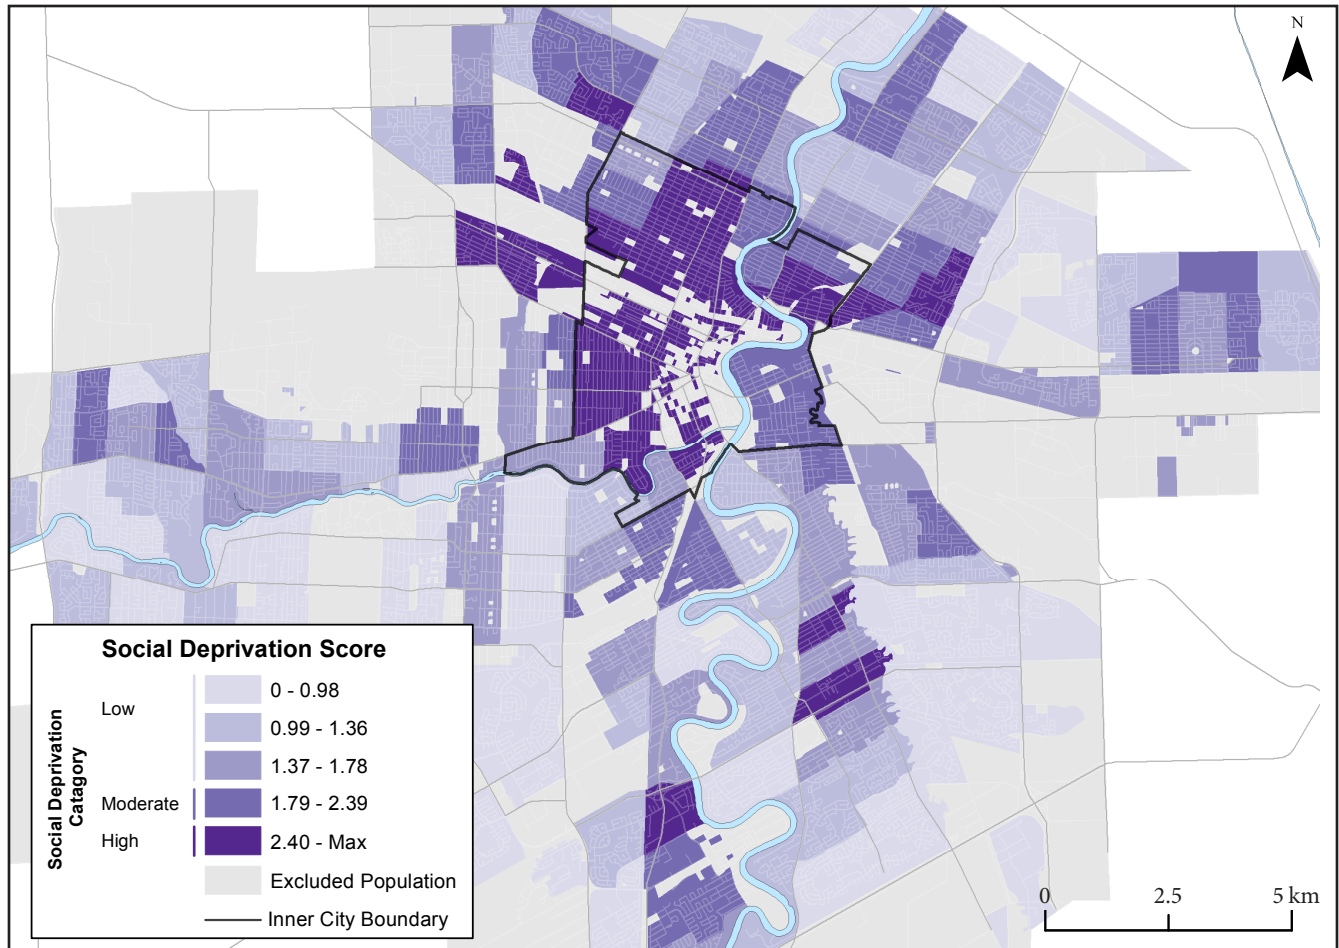 N
Social Deprivation Score
Social Deprivation
Catagory
Low
0 - 0.98
0.99 - 1.36
1.37 - 1.78
Moderate
1.79 - 2.39
High
2.40 - Max
Excluded Population
Inner City Boundary
0 2.5 5 km